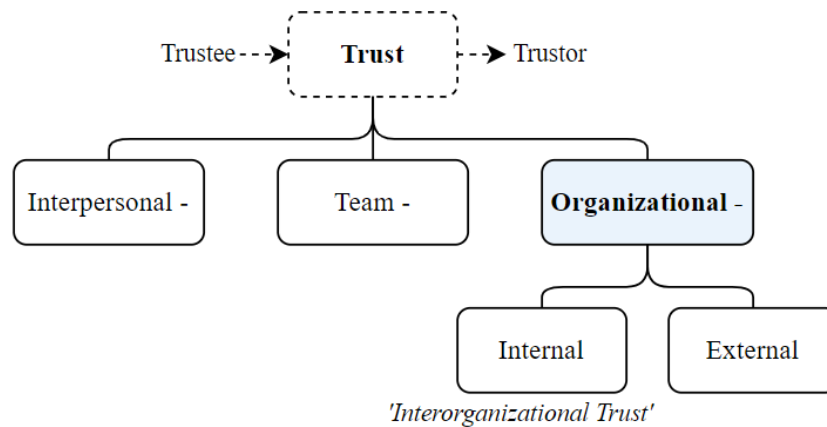 Trustee
Trust
Trustor
Interpersonal -
Team -
Organizational -
Internal
External
'Interorganizational Trust'